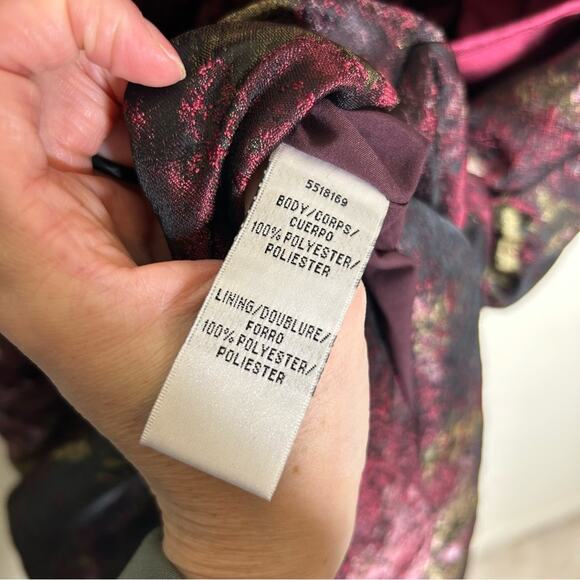 5518169
BODY/CORPS/
CUERPO
100% POLYESTER/
POLIESTER
LINING/DOUBLURE/
FORRO
100% POLYESTER/
POLIESTER